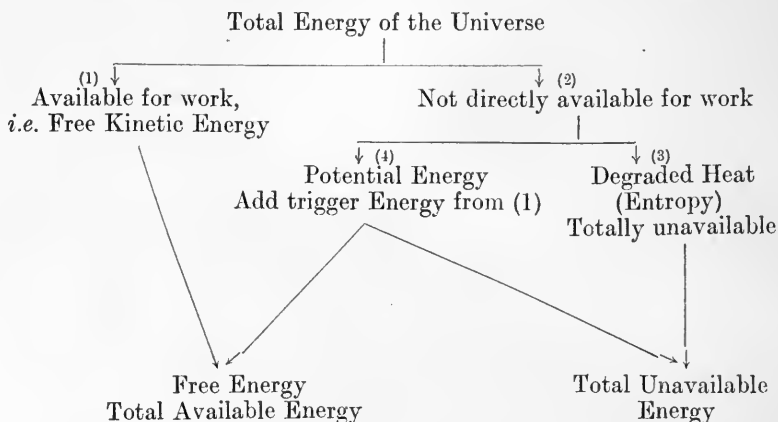 Total Energy of the Universe
(1)
(2)
Available for work,
i.e. Free Kinetic Energy
Not directly available for work
(4)
(3)
Potential Energy
Add trigger Energy from (1)
Degraded Heat
(Entropy)
Totally unavailable
Free Energy
Total Available Energy
Total Unavailable
Energy